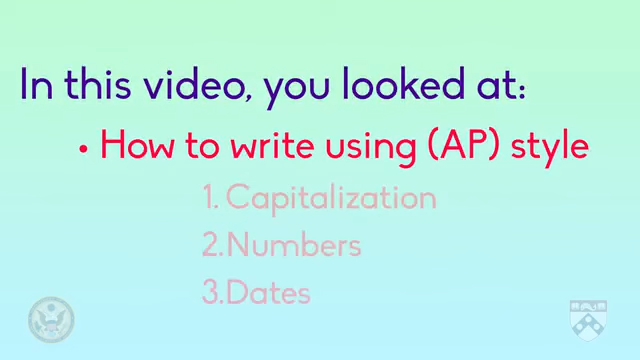 In this video, you looked at:
• How to write using (AP) style
1. Capitalization
2.Numbers
3.Dates